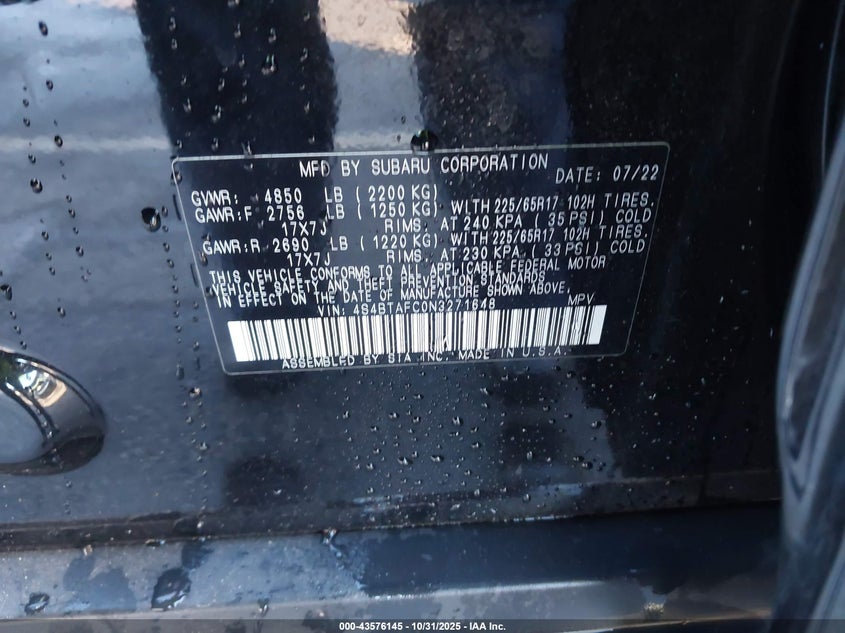 MFD BY SUBARU CORPORATION DATE: 07/22
GVWR: 4850 LB ( 2200 KG)
GAWR:F 2756 LB ( 1250 KG) WITH 225/65R17 102H TIRES.
17X7J RIMS. AT 240 KPA ( 35 PSI) COLD
GAWR:R 2690 LB ( 1220 KG) WITH 225/65R17 102H TIRES.
17X7J RIMS. AT 230 KPA ( 33 PSI) COLD
THIS VEHICLE CONFORMS TO ALL APPLICABLE FEDERAL MOTOR
VEHICLE SAFETY AND THEFT PREVENTION STANDARDS
IN EFFECT ON THE DATE OF MANUFACTURE SHOWN ABOVE.
VIN: 4S4BTAFC0N3271648 MPV
ASSEMBLED BY SIA INC. MADE IN U.S.A.
000-43576145 - 10/31/2025 - IAA Inc.